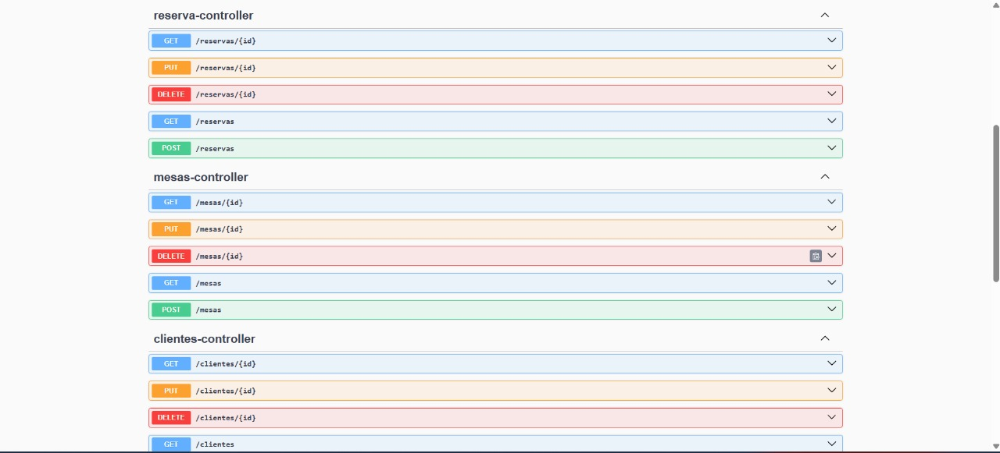 reserva-controller
GET /reservas/{id}
PUT /reservas/{id}
DELETE /reservas/{id}
GET /reservas
POST /reservas
mesas-controller
GET /mesas/{id}
PUT /mesas/{id}
DELETE /mesas/{id}
GET /mesas
POST /mesas
clientes-controller
GET /clientes/{id}
PUT /clientes/{id}
DELETE /clientes/{id}
GET /clientes